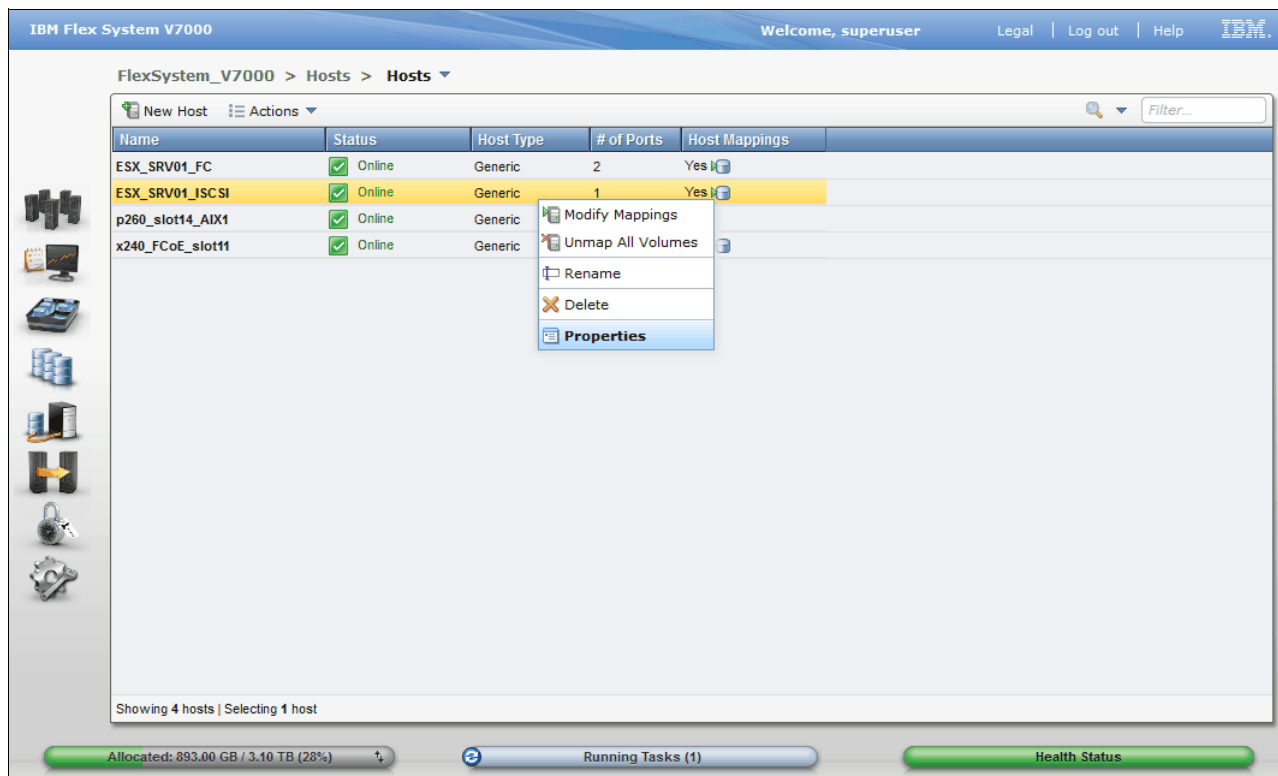 IBM Flex System V7000 Welcome, superuser Legal | Log out | Help IBM.
FlexSystem_V7000 > Hosts > Hosts
New Host Actions Filter...
Name Status Host Type # of Ports Host Mappings
ESX_SRV01_FC Online Generic 2 Yes
ESX_SRV01_ISCSI Online Generic 1 Yes
p260_slot14_AIX1 Online Generic
x240_FCoE_slot11 Online Generic
Modify Mappings
Unmap All Volumes
Rename
Delete
Properties
Showing 4 hosts | Selecting 1 host
Allocated: 893.00 GB / 3.10 TB (28%) Running Tasks (1) Health Status